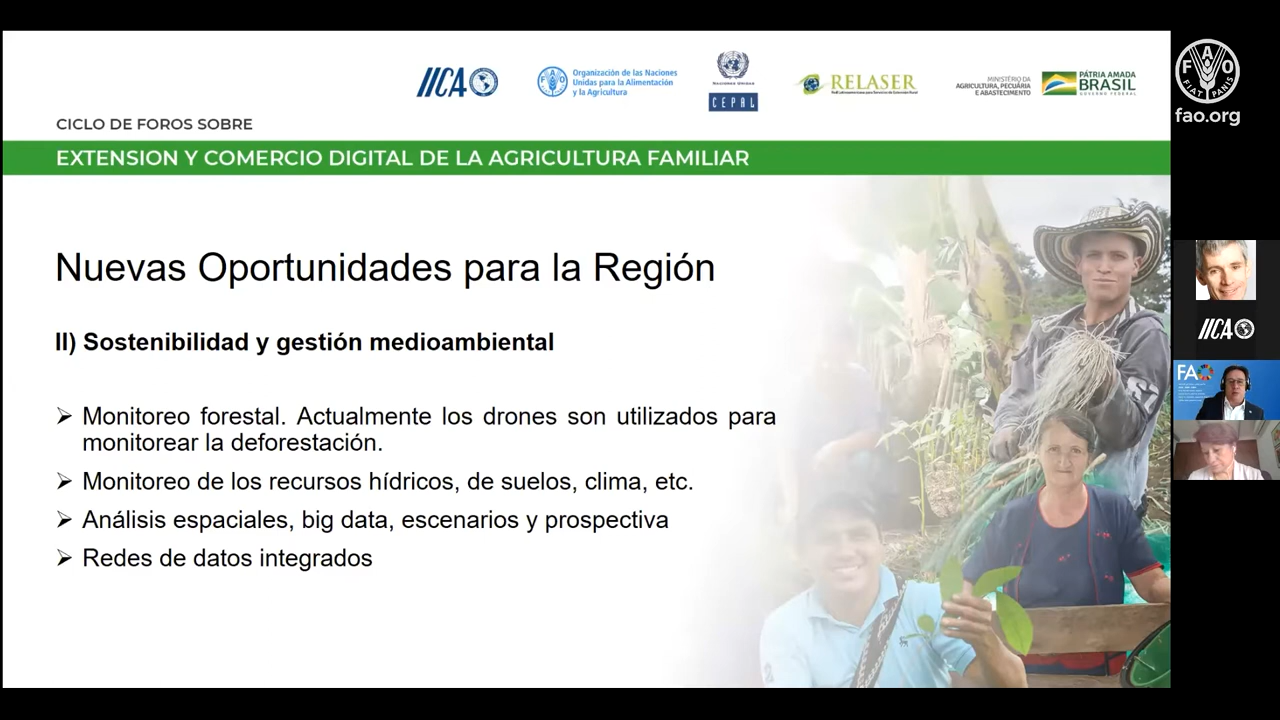 IICA
FAO
Organización de las Naciones
Unidas para la Alimentación
y la Agricultura
NACIONES UNIDAS
CEPAL
RELASER
MINISTÉRIO DA
AGRICULTURA, PECUÁRIA
E ABASTECIMENTO
PÁTRIA AMADA
BRASIL
GOVERNO FEDERAL
FAO
FIAT PANIS
fao.org
CICLO DE FOROS SOBRE
EXTENSION Y COMERCIO DIGITAL DE LA AGRICULTURA FAMILIAR
Nuevas Oportunidades para la Región
II) Sostenibilidad y gestión medioambiental
➢ Monitoreo forestal. Actualmente los drones son utilizados para
monitorear la deforestación.
➢ Monitoreo de los recursos hídricos, de suelos, clima, etc.
➢ Análisis espaciales, big data, escenarios y prospectiva
➢ Redes de datos integrados
IICA
FAO